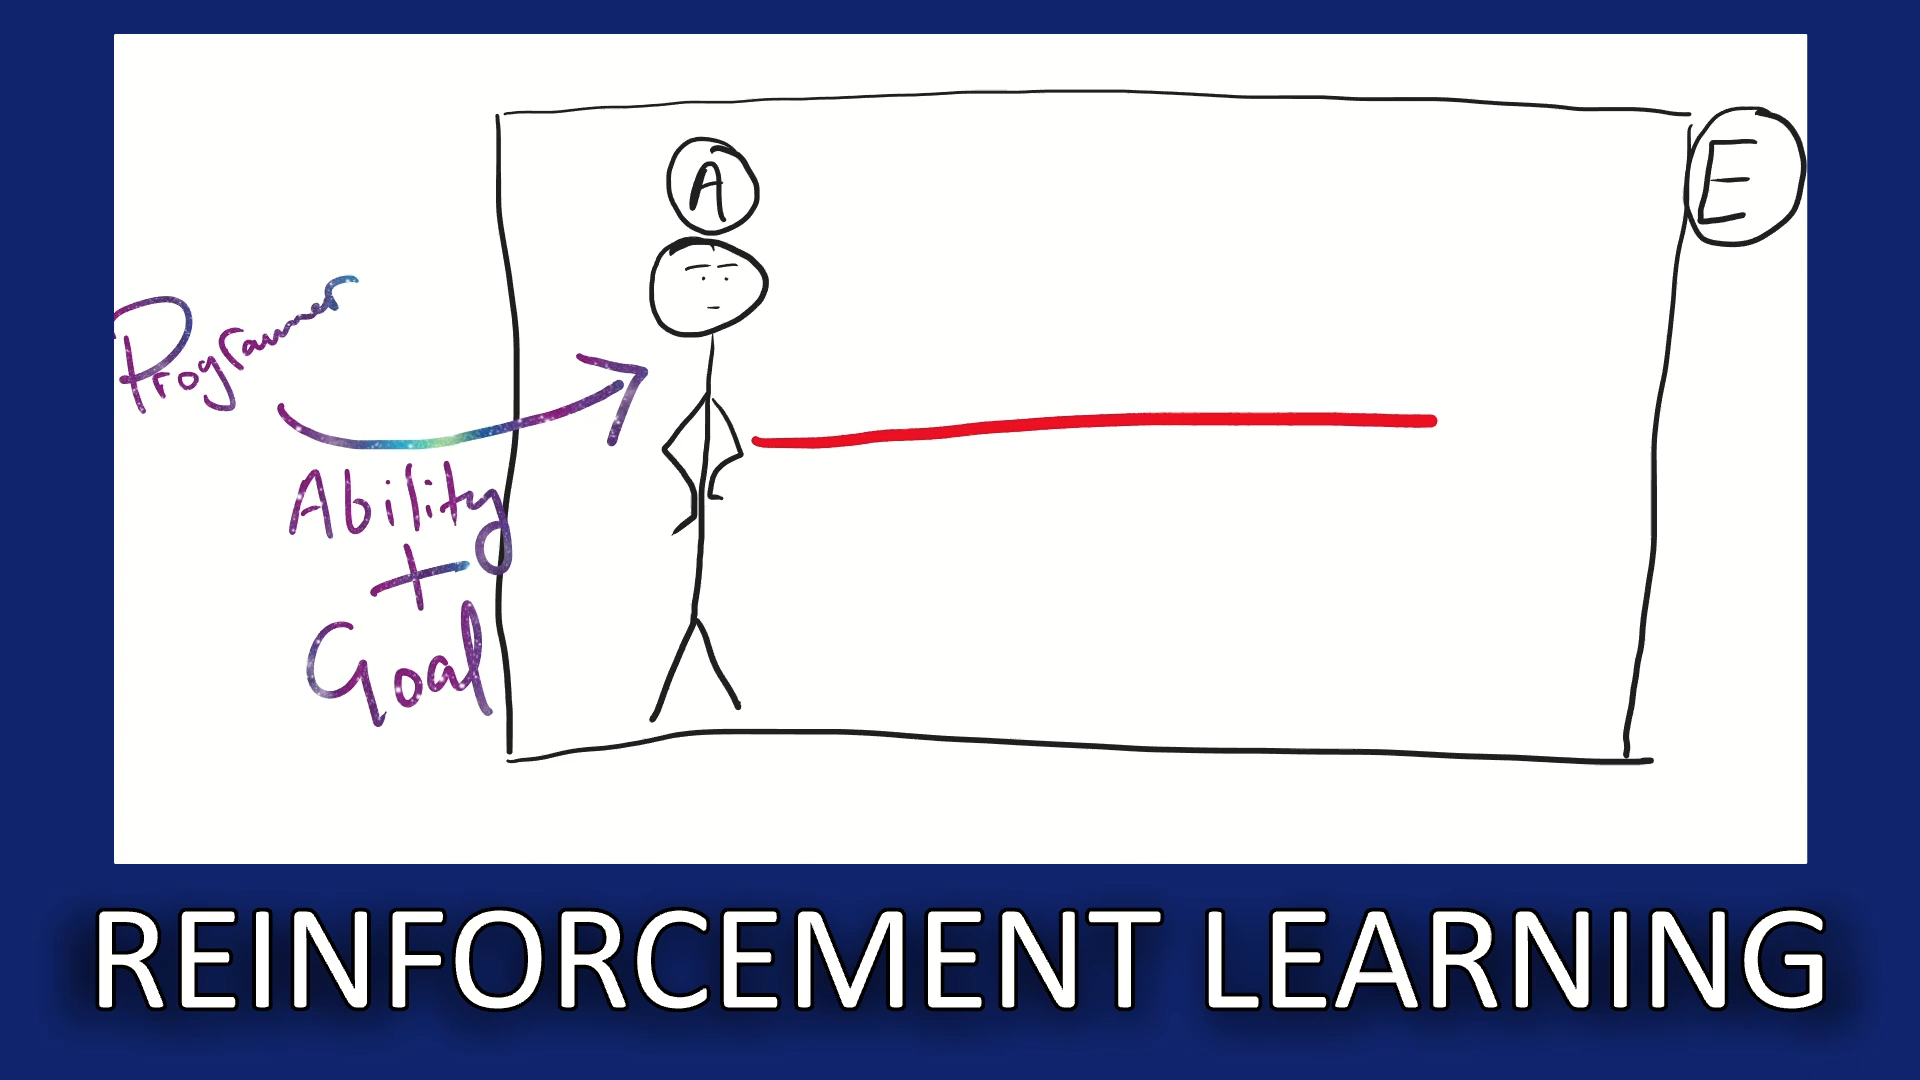 A
E
Programmer
Ability
+
Goal
REINFORCEMENT LEARNING